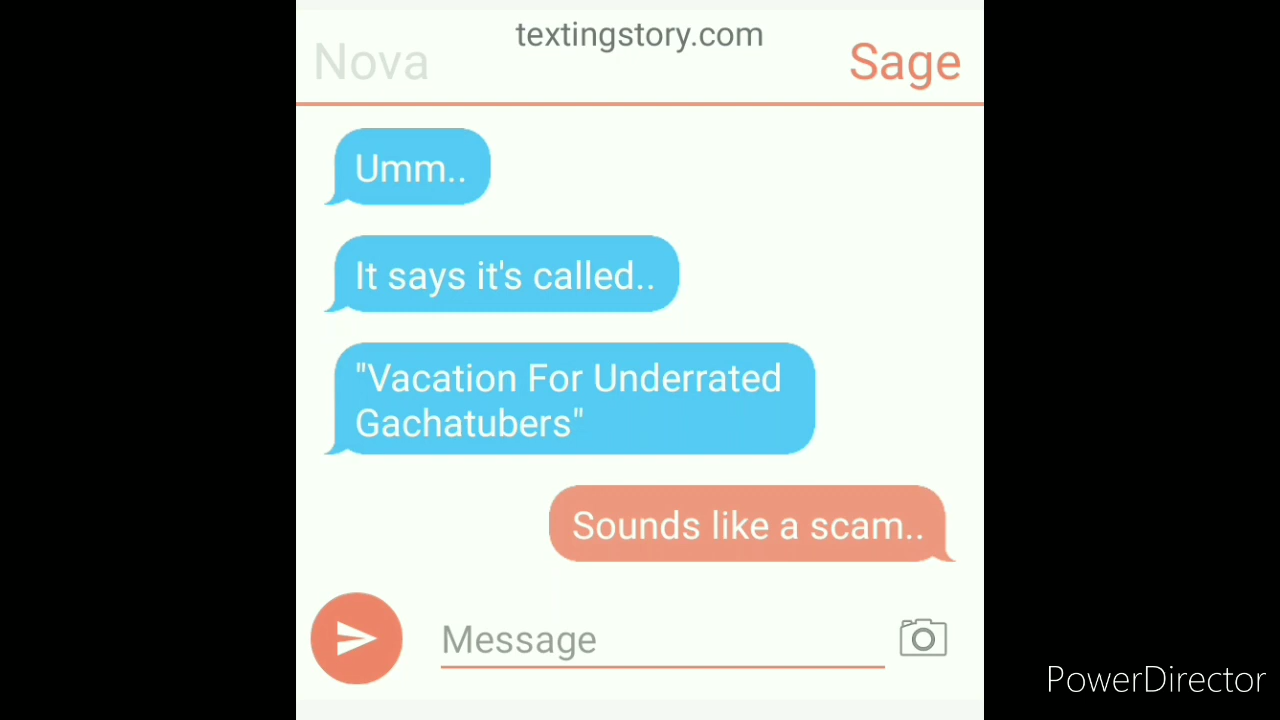 textingstory.com
Nova
Sage
Umm..
It says it's called..
"Vacation For Underrated
Gachatubers"
Sounds like a scam..
Message
PowerDirector